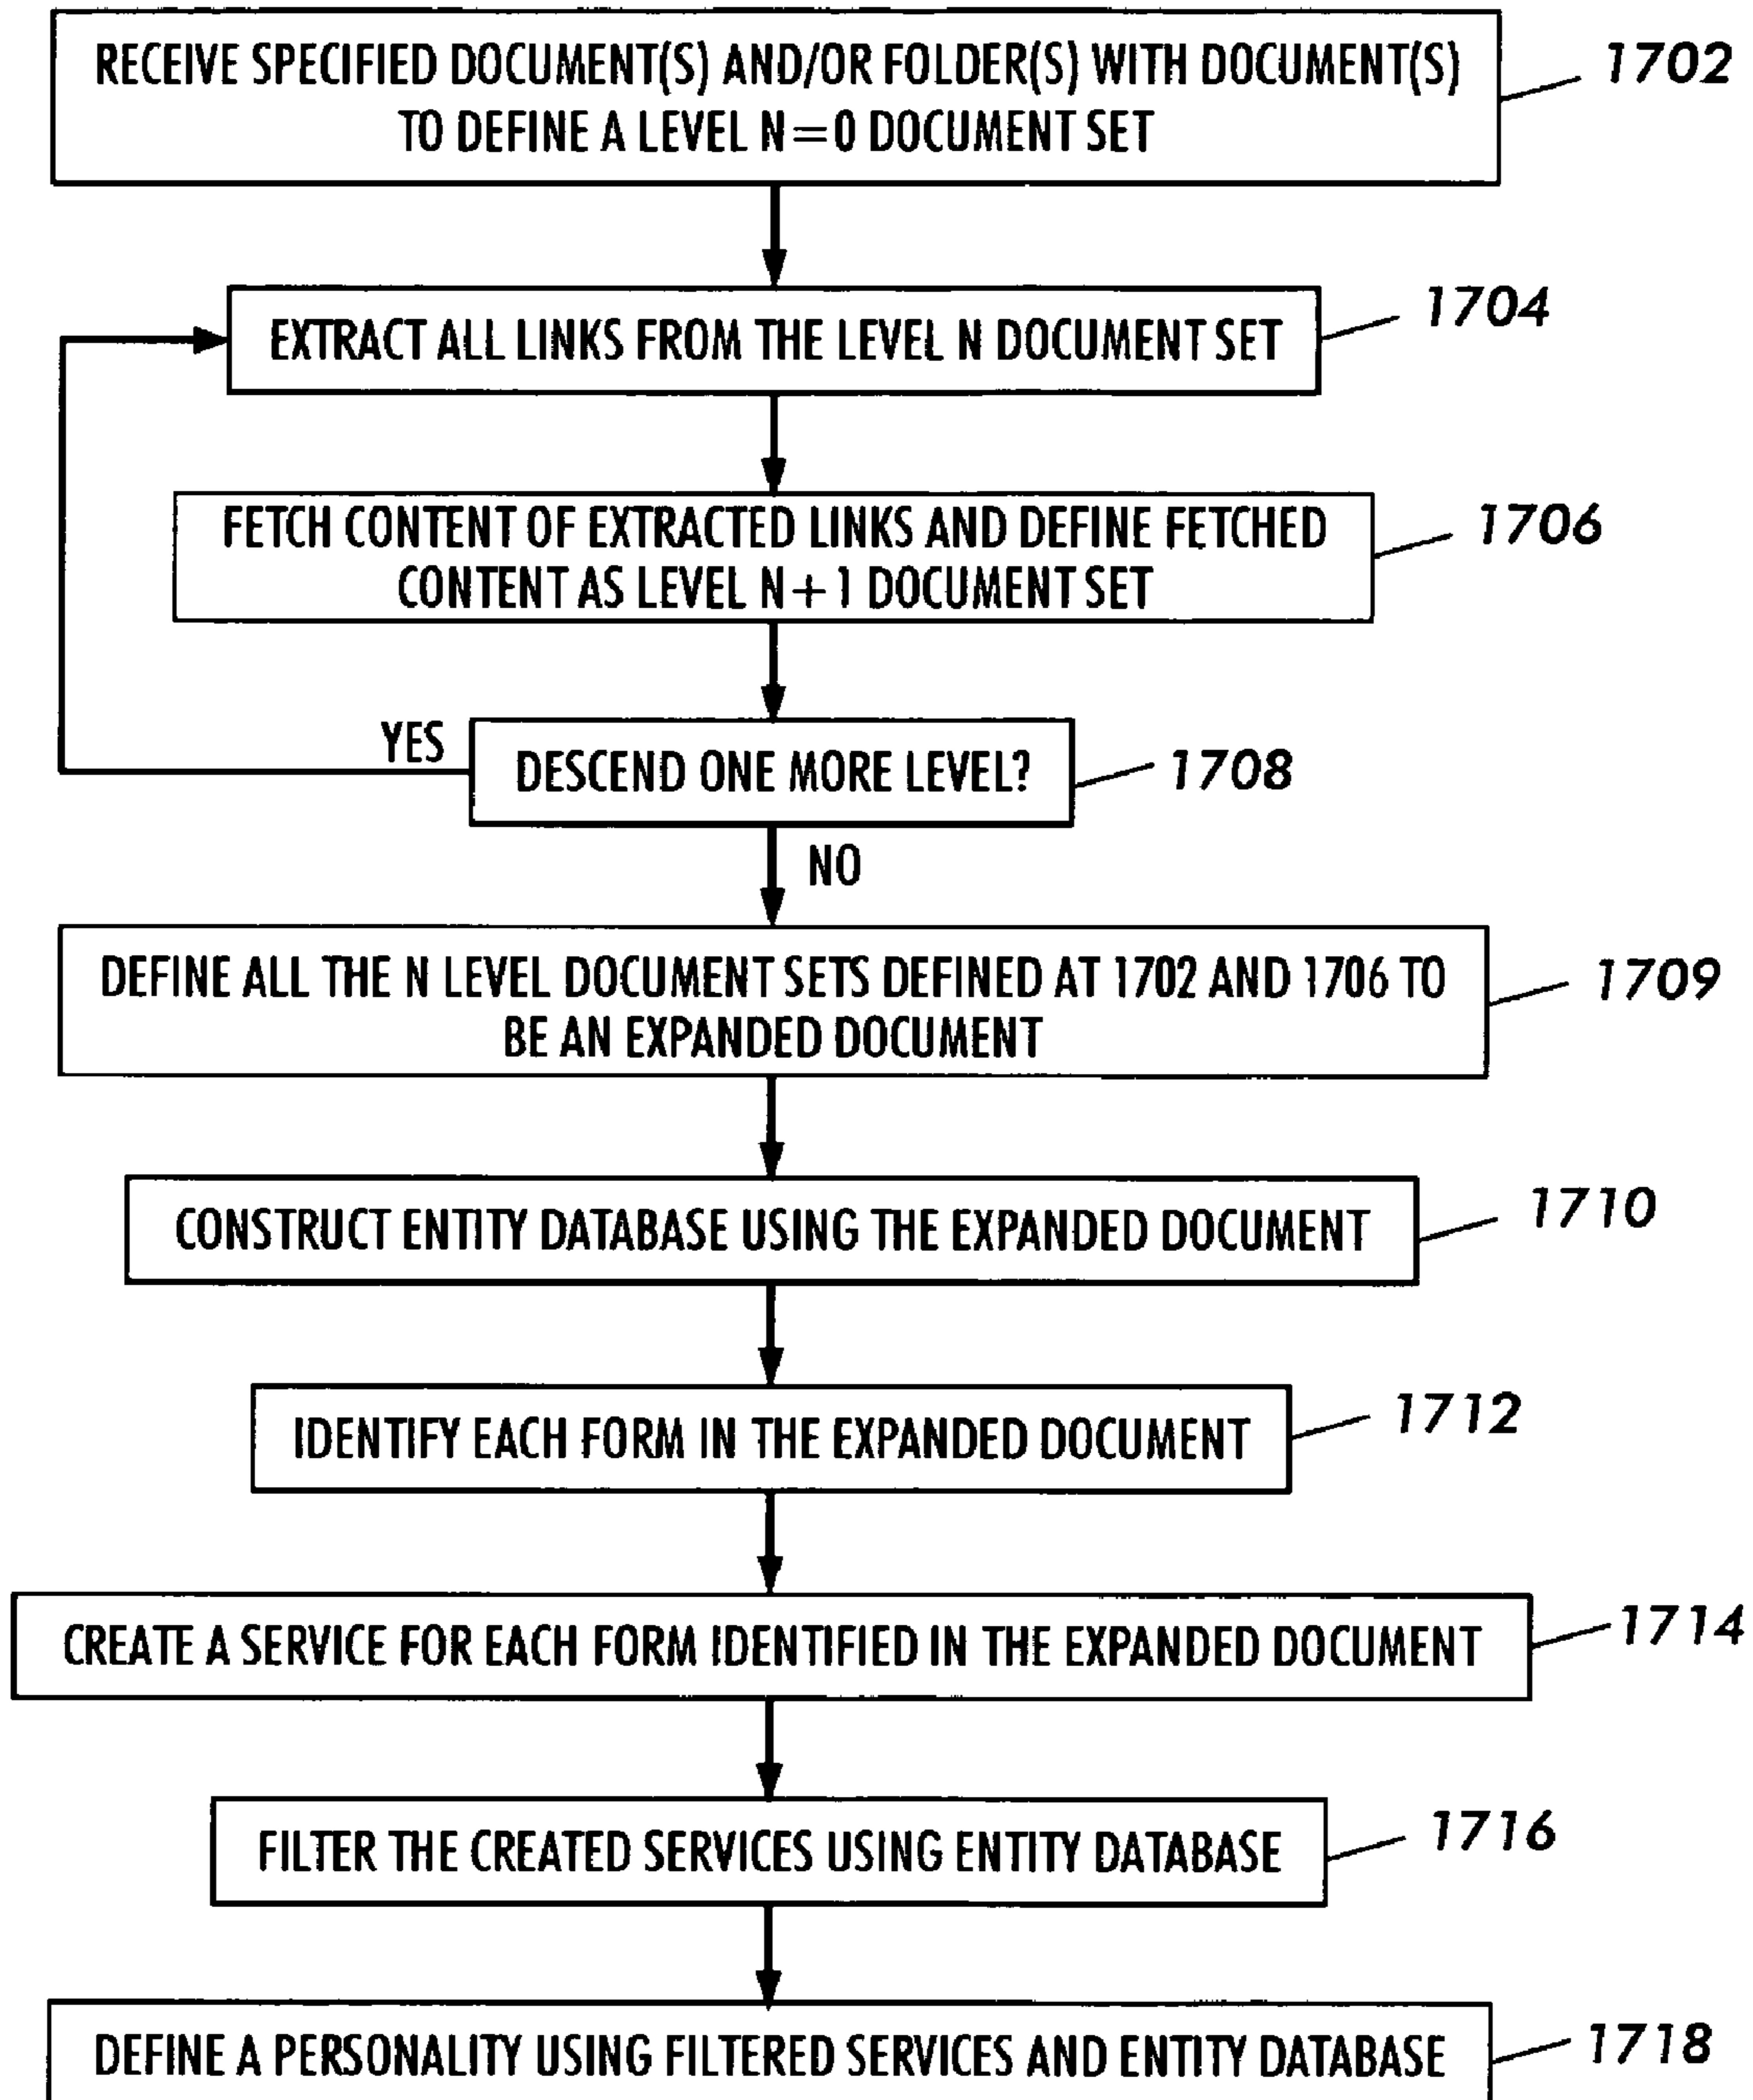 RECEIVE SPECIFIED DOCUMENT(S) AND/OR FOLDER(S) WITH DOCUMENT(S)
TO DEFINE A LEVEL N=0 DOCUMENT SET
1702
EXTRACT ALL LINKS FROM THE LEVEL N DOCUMENT SET
1704
FETCH CONTENT OF EXTRACTED LINKS AND DEFINE FETCHED
CONTENT AS LEVEL N+1 DOCUMENT SET
1706
YES
DESCEND ONE MORE LEVEL?
1708
NO
DEFINE ALL THE N LEVEL DOCUMENT SETS DEFINED AT 1702 AND 1706 TO
BE AN EXPANDED DOCUMENT
1709
CONSTRUCT ENTITY DATABASE USING THE EXPANDED DOCUMENT
1710
IDENTIFY EACH FORM IN THE EXPANDED DOCUMENT
1712
CREATE A SERVICE FOR EACH FORM IDENTIFIED IN THE EXPANDED DOCUMENT
1714
FILTER THE CREATED SERVICES USING ENTITY DATABASE
1716
DEFINE A PERSONALITY USING FILTERED SERVICES AND ENTITY DATABASE
1718